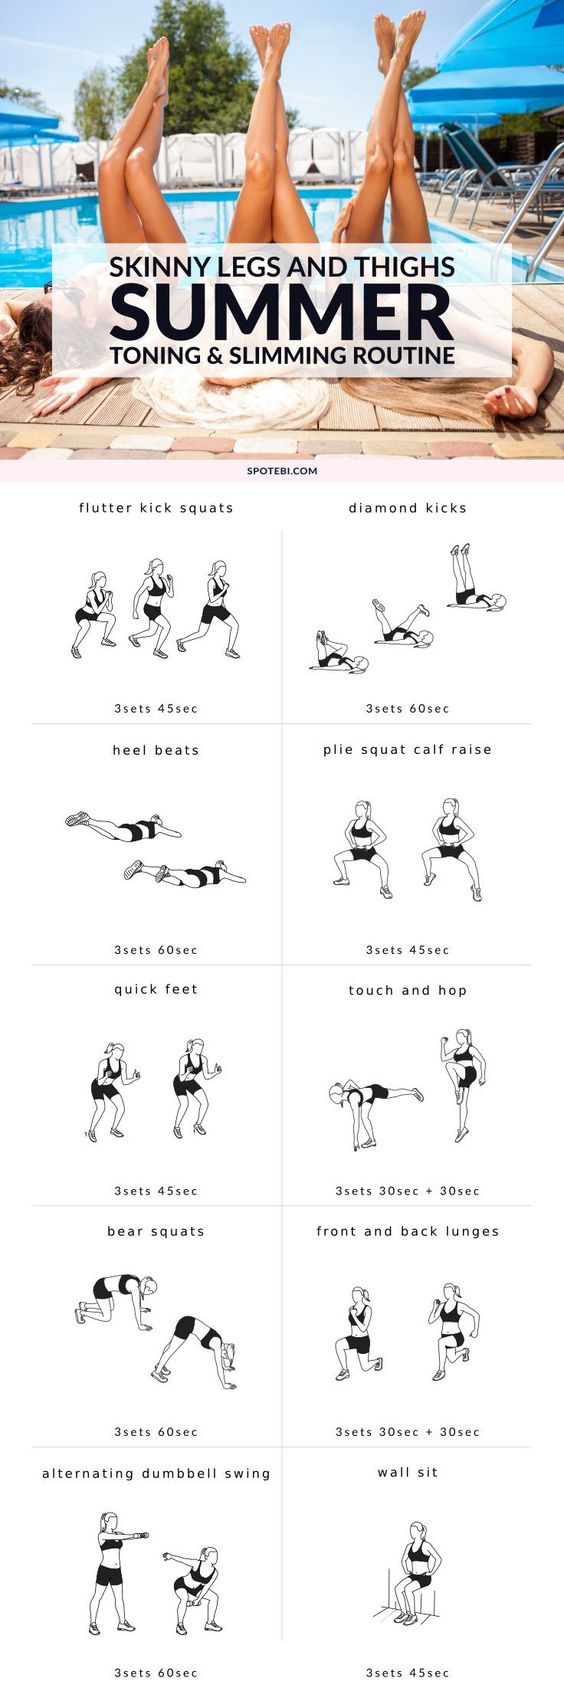 SKINNY LEGS AND THIGHS
SUMMER
TONING & SLIMMING ROUTINE
SPOTEBI.COM
flutter kick squats
diamond kicks
3sets 45sec
3sets 60sec
heel beats
plie squat calf raise
3sets 60sec
3sets 45sec
quick feet
touch and hop
3sets 45sec
3sets 30sec + 30sec
bear squats
front and back lunges
3sets 60sec
3sets 30sec + 30sec
alternating dumbbell swing
wall sit
3sets 60sec
3sets 45sec